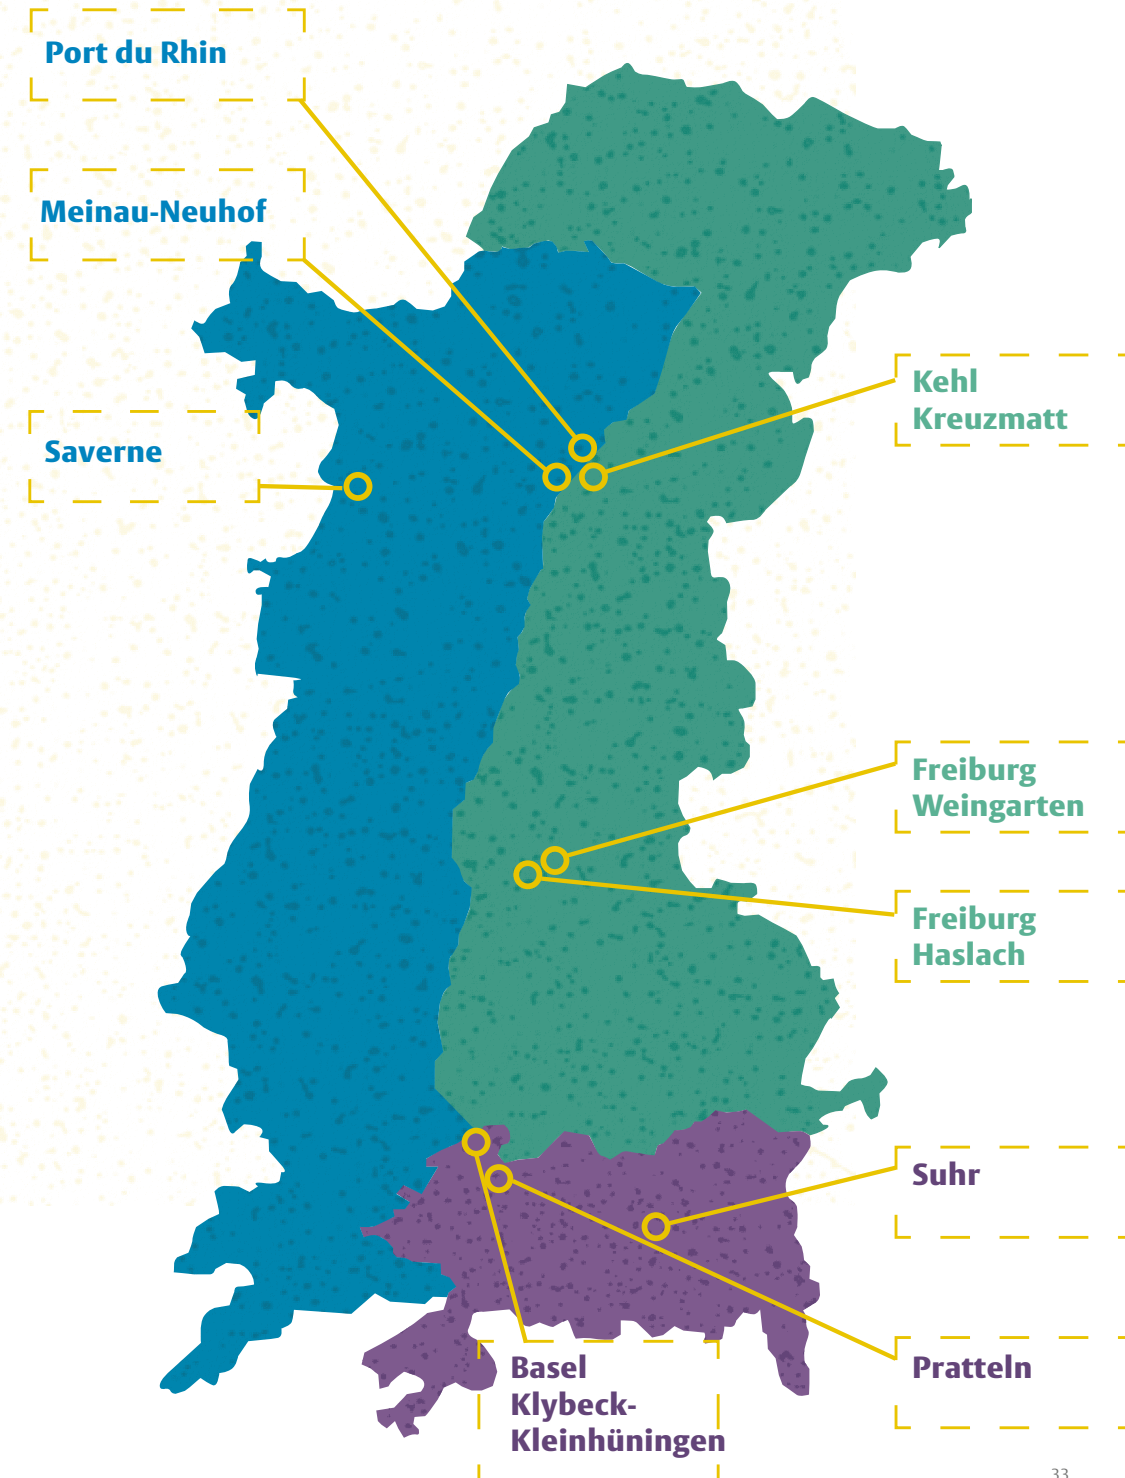 Port du Rhin
Meinau-Neuhof
Kehl
Kreuzmatt
Saverne
Freiburg
Weingarten
Freiburg
Haslach
Suhr
Basel
Klybeck-
Kleinhüningen
Pratteln
33